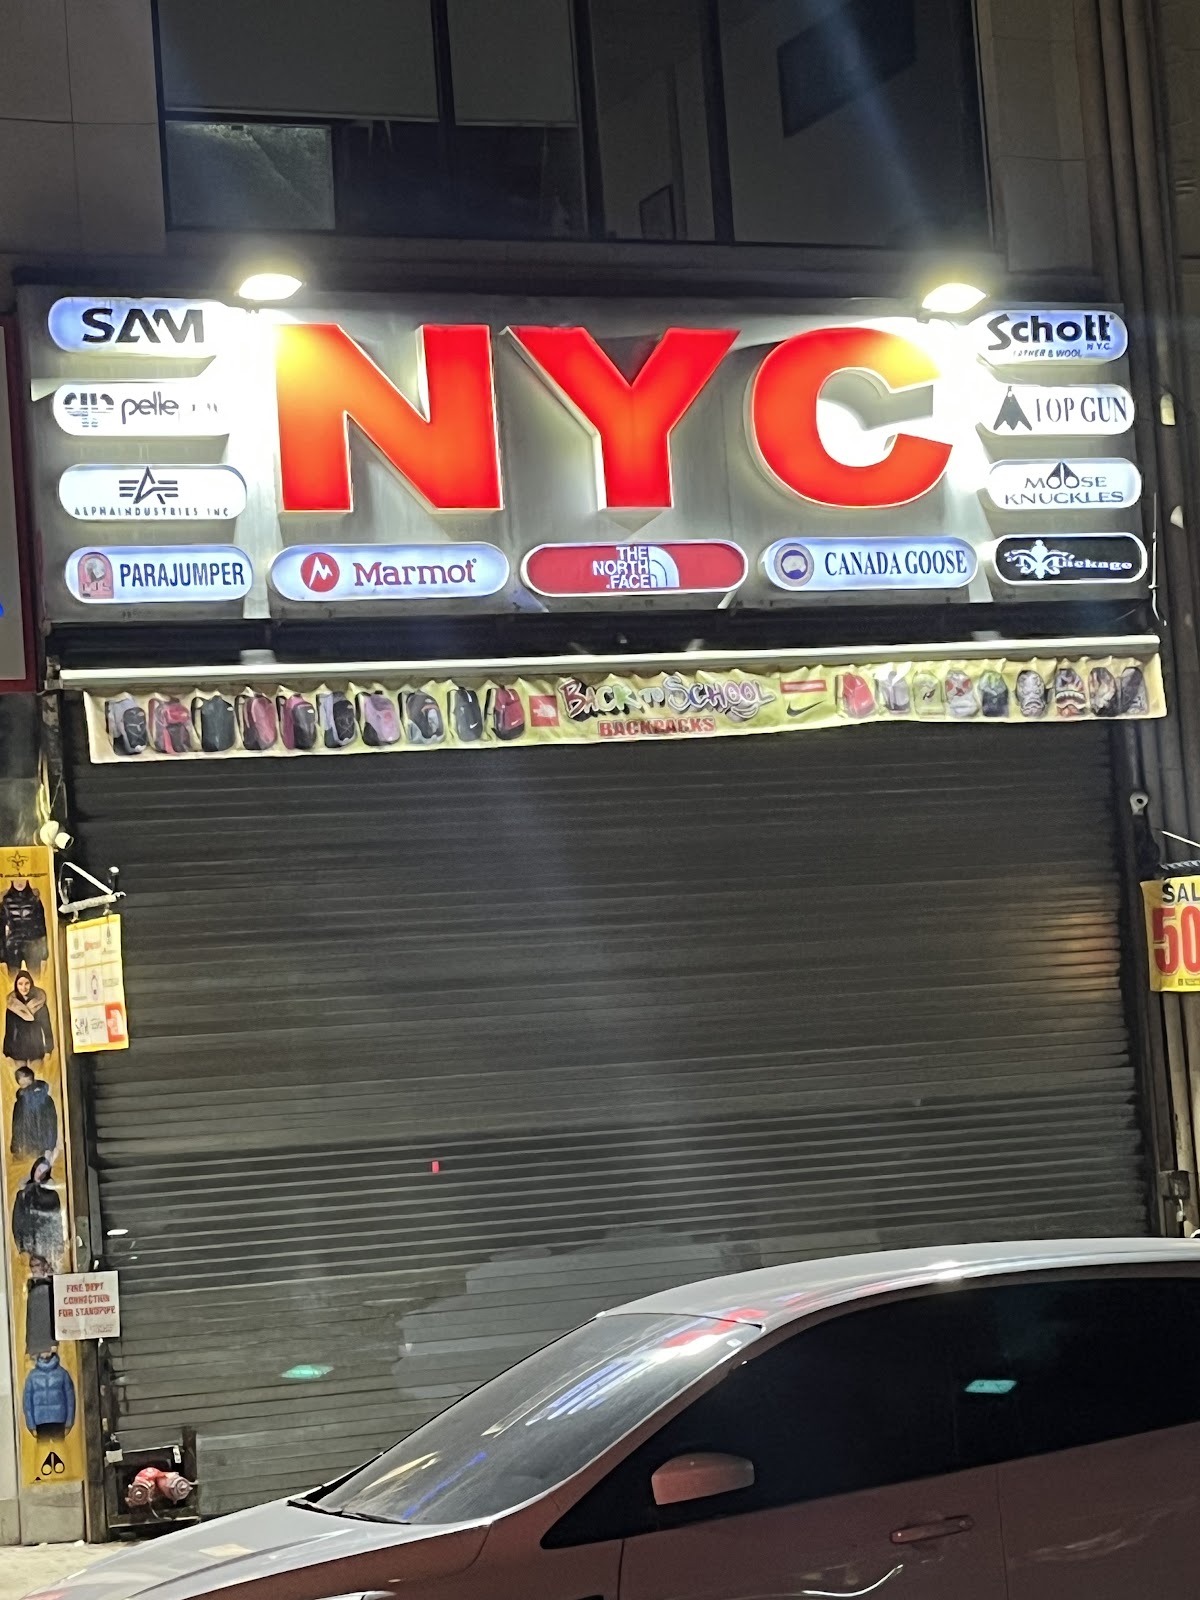 SAM
NYC
Schott
N.Y.C.
pelle
TOP GUN
ALPHA INDUSTRIES INC
MOOSE
KNUCKLES
PARAJUMPER
Marmot
THE
NORTH
FACE
CANADA GOOSE
BACK TO SCHOOL
BACKPACKS
SAL
50
FIRE DEPT
CONNECTION
FOR STANDPIPE